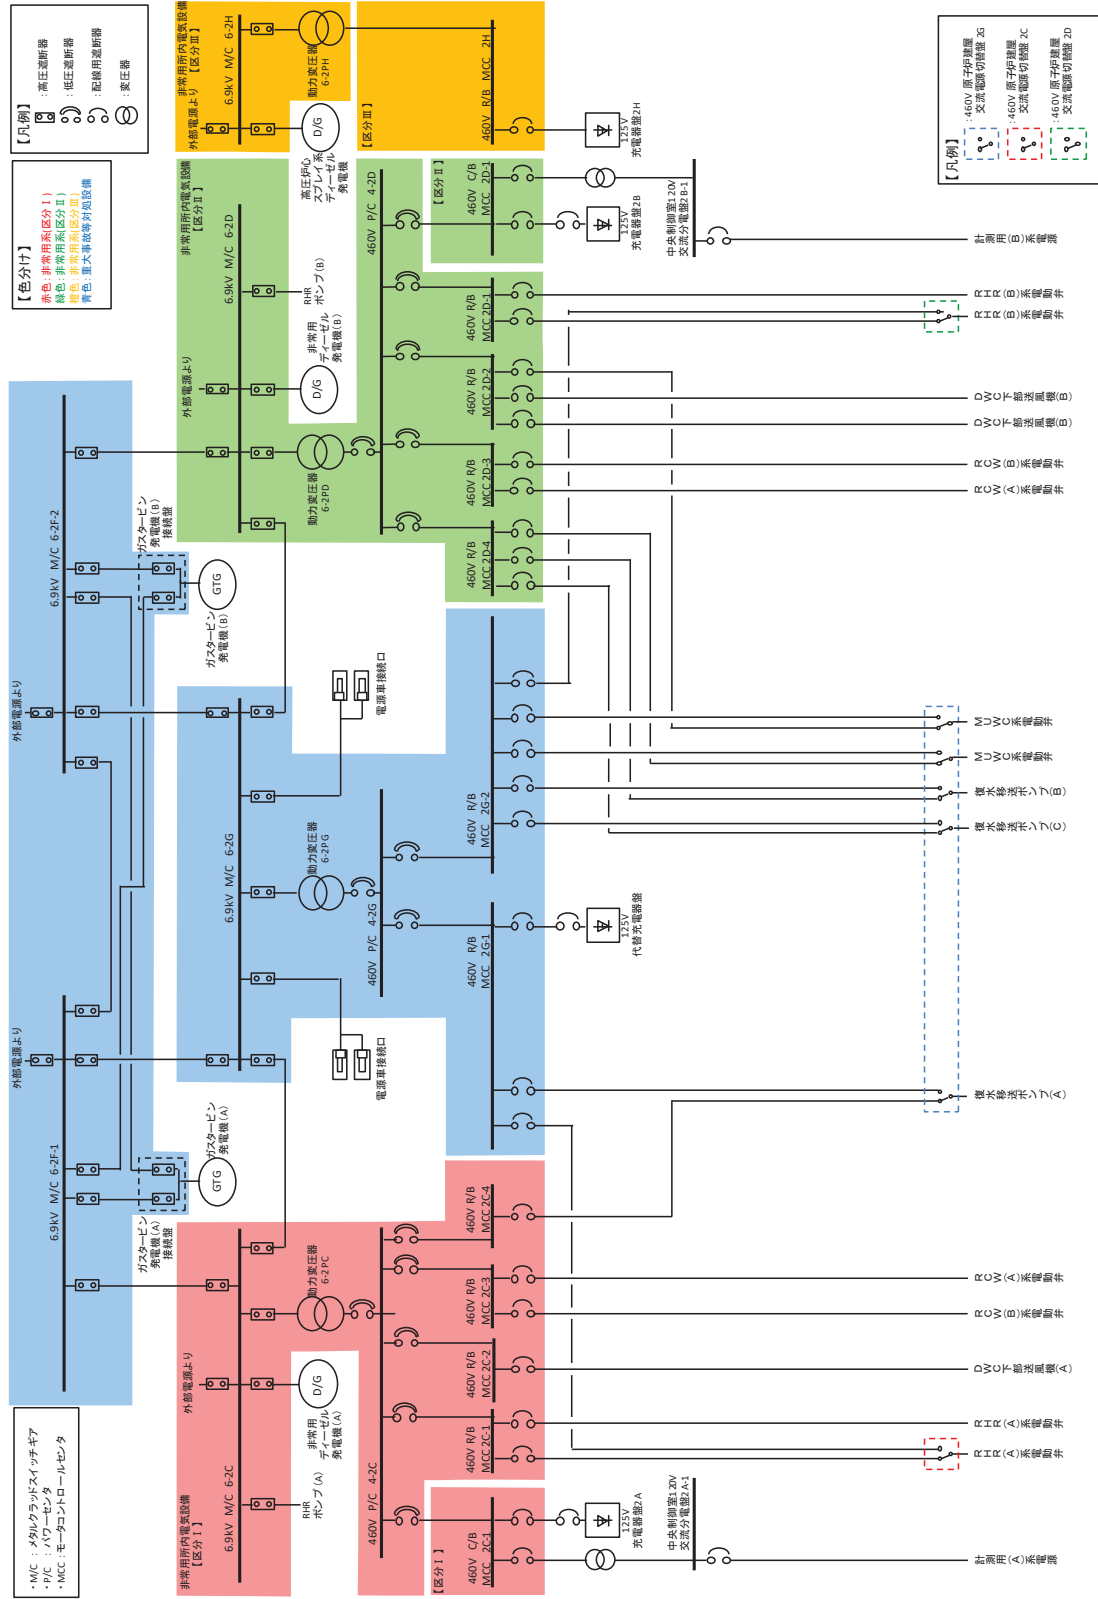 ・M/C ：メタルクラッドスイッチギア
・P/C ：パワーセンタ
・MCC：モータコントロールセンタ
【色分け】
赤色：非常用系(区分Ⅰ)
緑色：非常用系(区分Ⅱ)
橙色：非常用系(区分Ⅲ)
青色：重大事故等対処設備
【凡例】
：高圧遮断器
：低圧遮断器
：配線用遮断器
：変圧器
外部電源より
6.9kV M/C 6-2F-1
外部電源より
6.9kV M/C 6-2F-2
ガスタービン
発電機(A)
接続盤
GTG
ガスタービン
発電機(A)
ガスタービン
発電機(B)
接続盤
GTG
ガスタービン
発電機(B)
非常用所内電気設備
【区分Ⅰ】
外部電源より
6.9kV M/C 6-2C
RHR
ポンプ(A)
D/G
非常用
ディーゼル
発電機(A)
動力変圧器
6-2PC
460V P/C 4-2C
6.9kV M/C 6-2G
電源車接続口
動力変圧器
6-2PG
電源車接続口
460V P/C 4-2G
非常用所内電気設備
【区分Ⅱ】
外部電源より
6.9kV M/C 6-2D
動力変圧器
6-2PD
D/G
非常用
ディーゼル
発電機(B)
RHR
ポンプ(B)
460V P/C 4-2D
非常用所内電気設備
【区分Ⅲ】
外部電源より
6.9kV M/C 6-2H
D/G
高圧炉心
スプレイ系
ディーゼル
発電機
動力変圧器
6-2PH
【区分Ⅰ】
460V C/B
MCC 2C-1
460V R/B
MCC 2C-1
460V R/B
MCC 2C-2
460V R/B
MCC 2C-3
460V R/B
MCC 2C-4
460V R/B
MCC 2G-1
460V R/B
MCC 2G-2
460V R/B
MCC 2D-4
460V R/B
MCC 2D-3
460V R/B
MCC 2D-2
460V R/B
MCC 2D-1
【区分Ⅱ】
460V C/B
MCC 2D-1
【区分Ⅲ】
460V R/B MCC 2H
125V
充電器盤2A
中央制御室120V
交流分電盤2A-1
125V
代替充電器盤
125V
充電器盤2B
中央制御室120V
交流分電盤2B-1
125V
充電器盤2H
計測用(A)系電源
RHR(A)系電動弁
RHR(A)系電動弁
DWC下部送風機(A)
RCW(B)系電動弁
RCW(A)系電動弁
復水移送ポンプ(A)
復水移送ポンプ(C)
復水移送ポンプ(B)
MUWC系電動弁
MUWC系電動弁
RCW(A)系電動弁
RCW(B)系電動弁
DWC下部送風機(B)
DWC下部送風機(B)
RHR(B)系電動弁
RHR(B)系電動弁
計測用(B)系電源
【凡例】
：460V 原子炉建屋
交流電源切替盤 2G
：460V 原子炉建屋
交流電源切替盤 2C
：460V 原子炉建屋
交流電源切替盤 2D